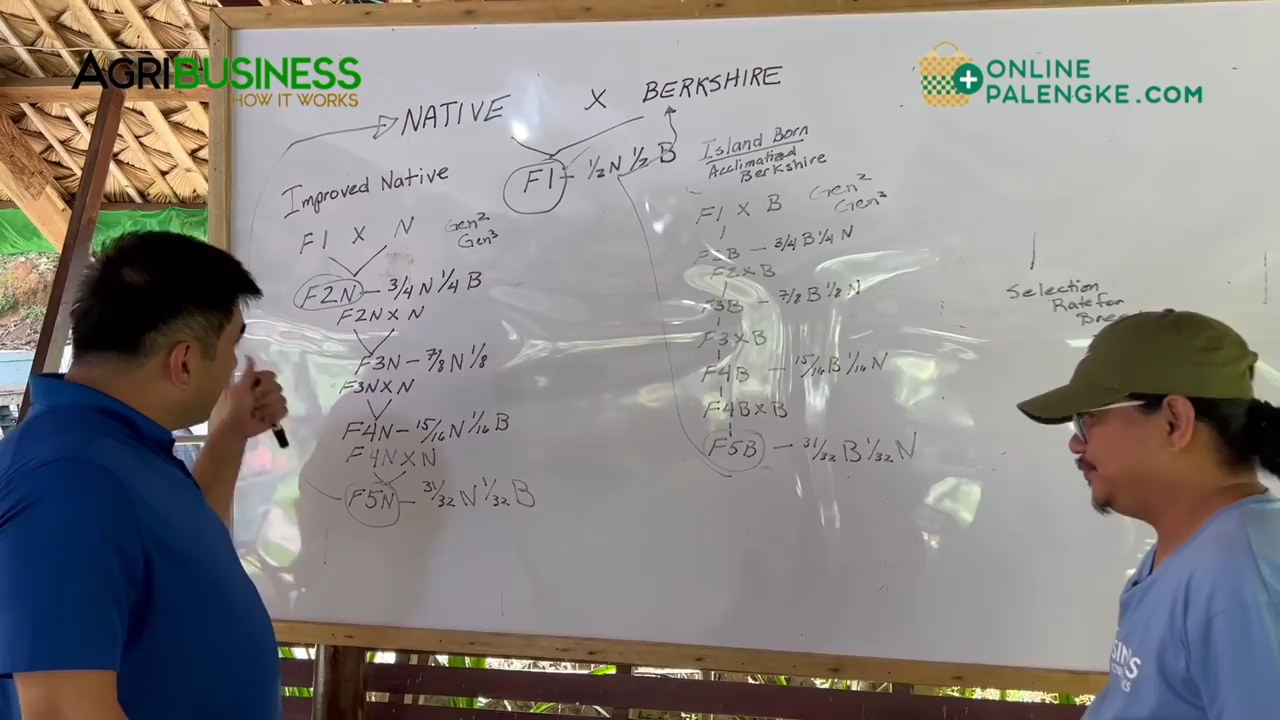 AGRIBUSINESS
HOW IT WORKS
ONLINE
PALENGKE.COM
NATIVE X BERKSHIRE
F1 - 1/2 N 1/2 B
Improved Native
F1 X N Gen2
Gen3
F2N - 3/4 N 1/4 B
F2N X N
F3N - 7/8 N 1/8
F3N X N
F4N - 15/16 N 1/16 B
F4N X N
F5N - 31/32 N 1/32 B
Island Born
Acclimatized
Berkshire
F1 X B Gen2
Gen3
F2B - 3/4 B 1/4 N
F2 X B
F3B - 7/8 B 1/8 N
F3 X B
F4B - 15/16 B 1/16 N
F4B X B
F5B - 31/32 B 1/32 N
Selection
Rate for